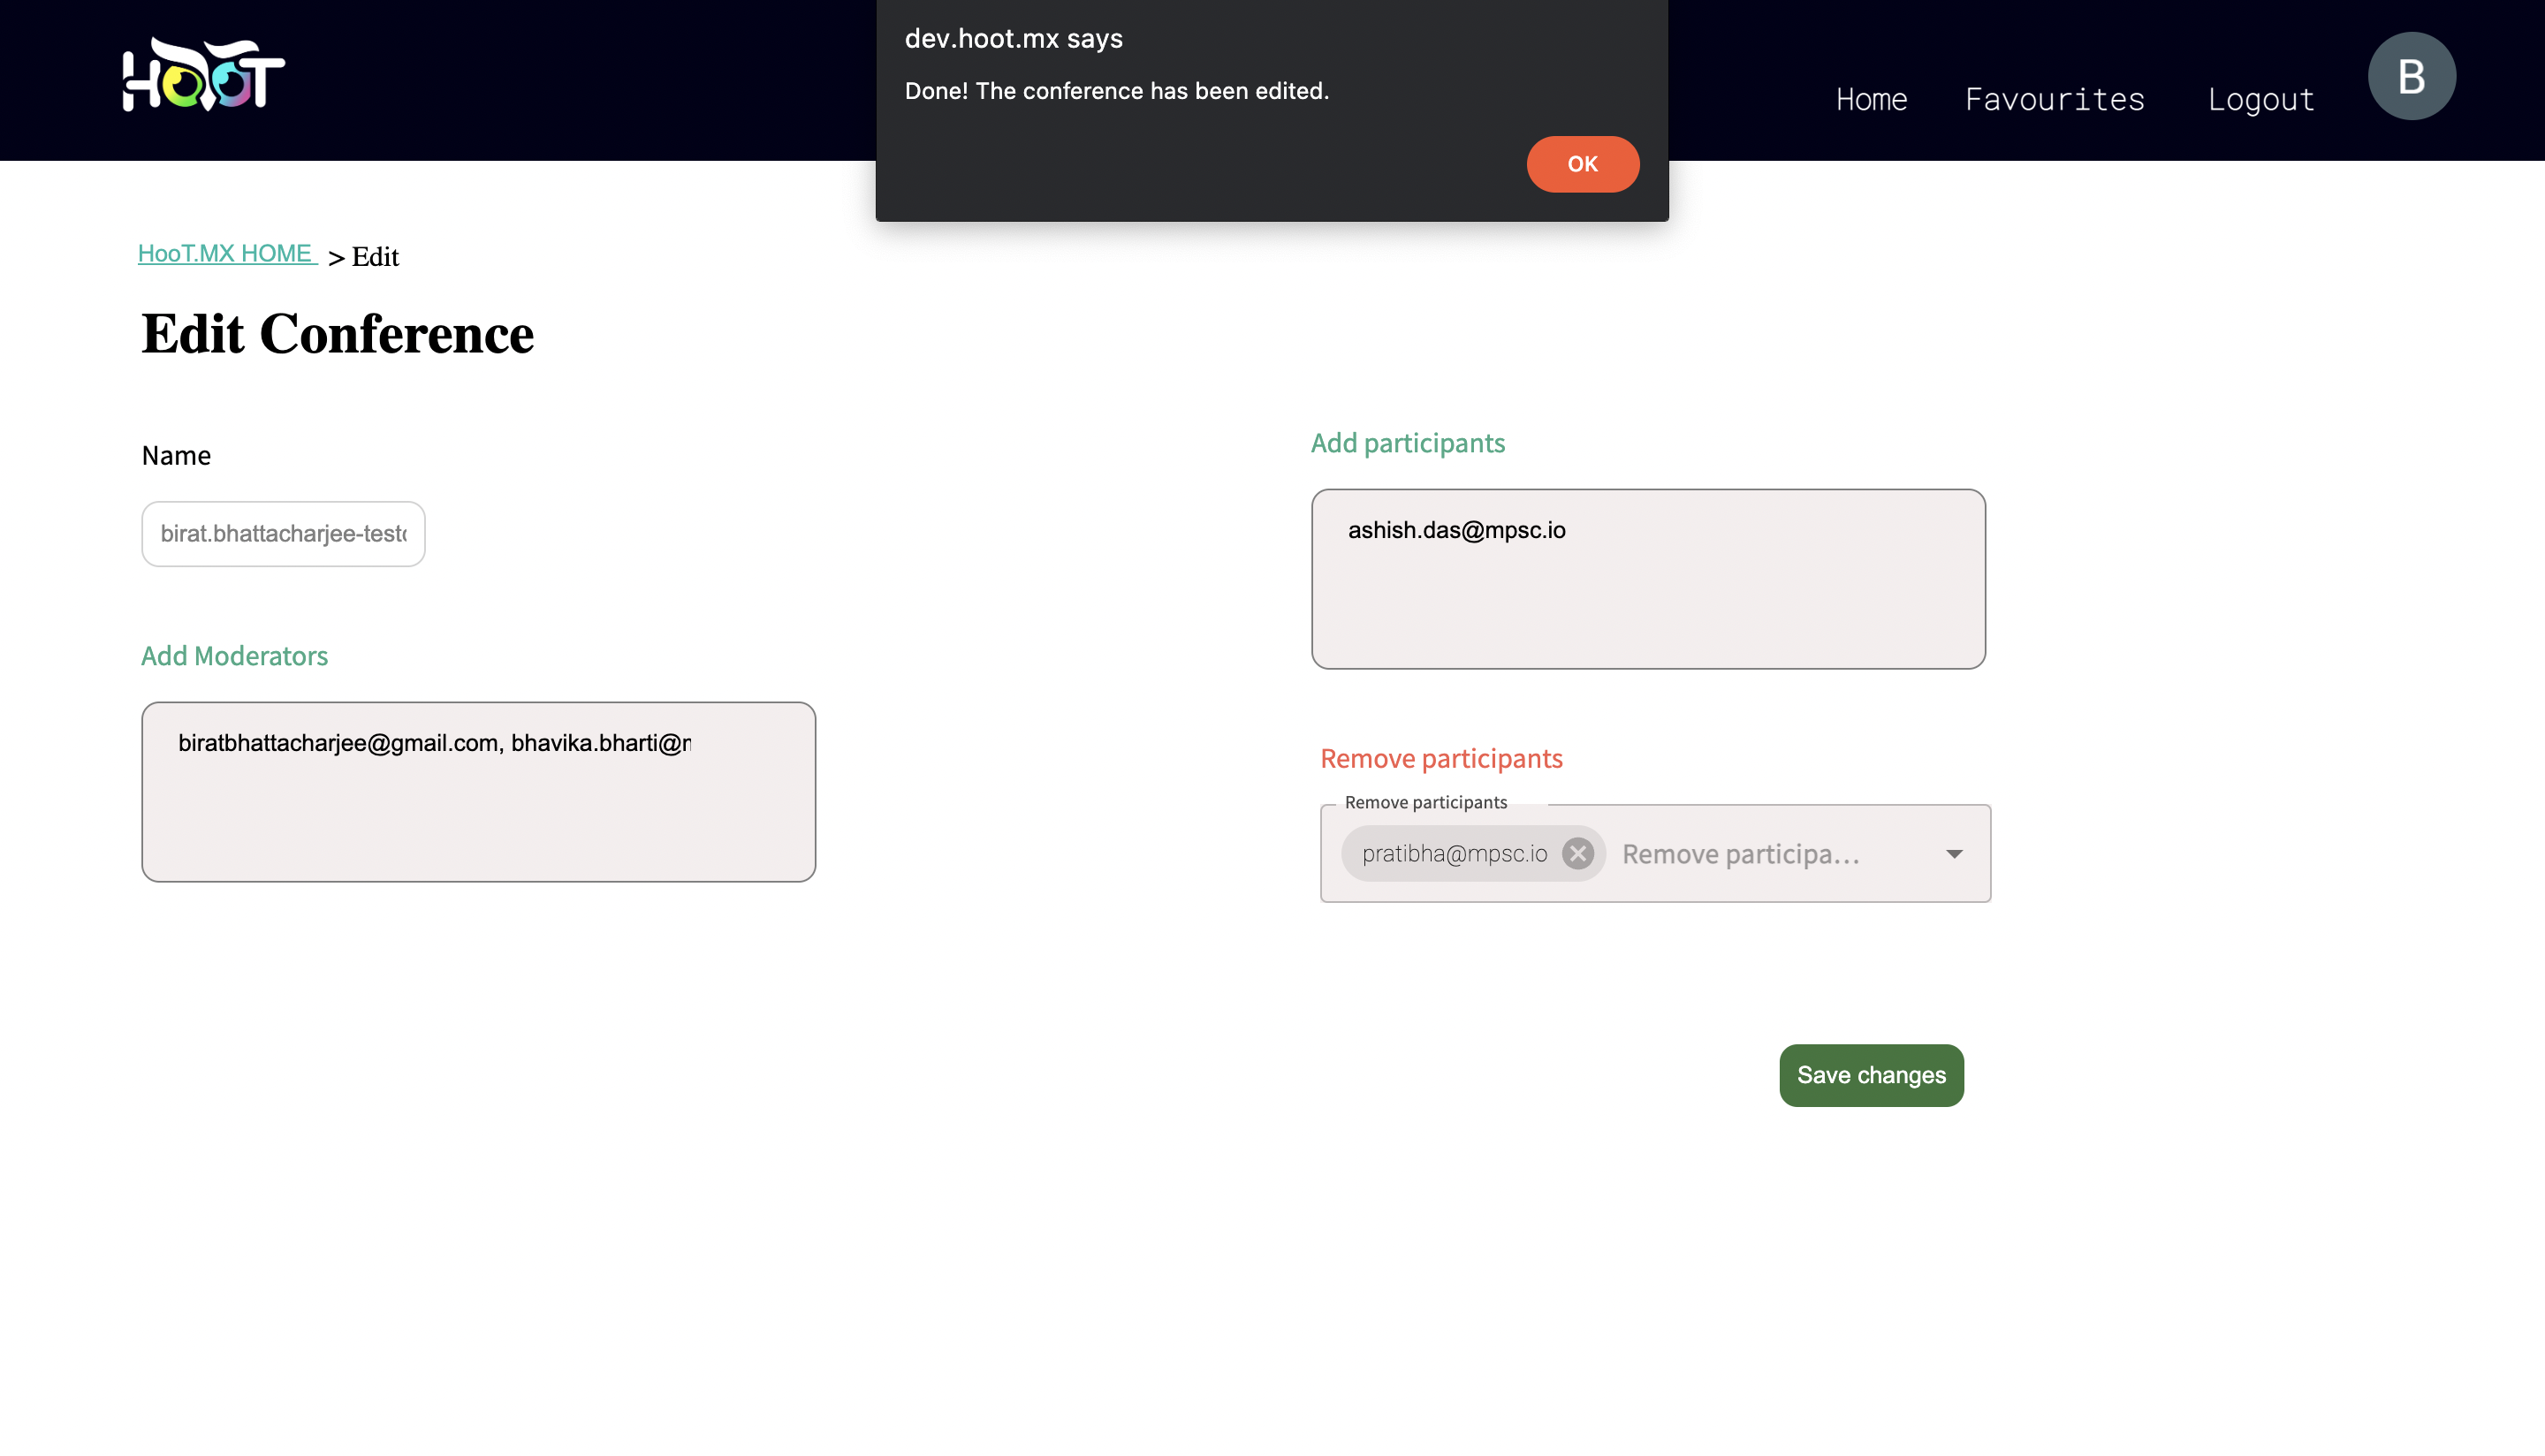 HOOT
dev.hoot.mx says
Done! The conference has been edited.
OK
Home Favourites Logout
B
HooT.MX HOME > Edit
Edit Conference
Name
birat.bhattacharjee-test
Add Moderators
biratbhattacharjee@gmail.com, bhavika.bharti@
Add participants
ashish.das@mpsc.io
Remove participants
Remove participants
pratibha@mpsc.io Remove participa...
Save changes